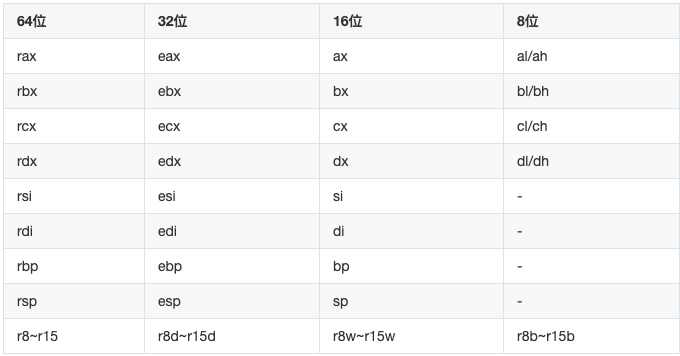 64位 32位 16位 8位
rax eax ax al/ah
rbx ebx bx bl/bh
rcx ecx cx cl/ch
rdx edx dx dl/dh
rsi esi si -
rdi edi di -
rbp ebp bp -
rsp esp sp -
r8~r15 r8d~r15d r8w~r15w r8b~r15b